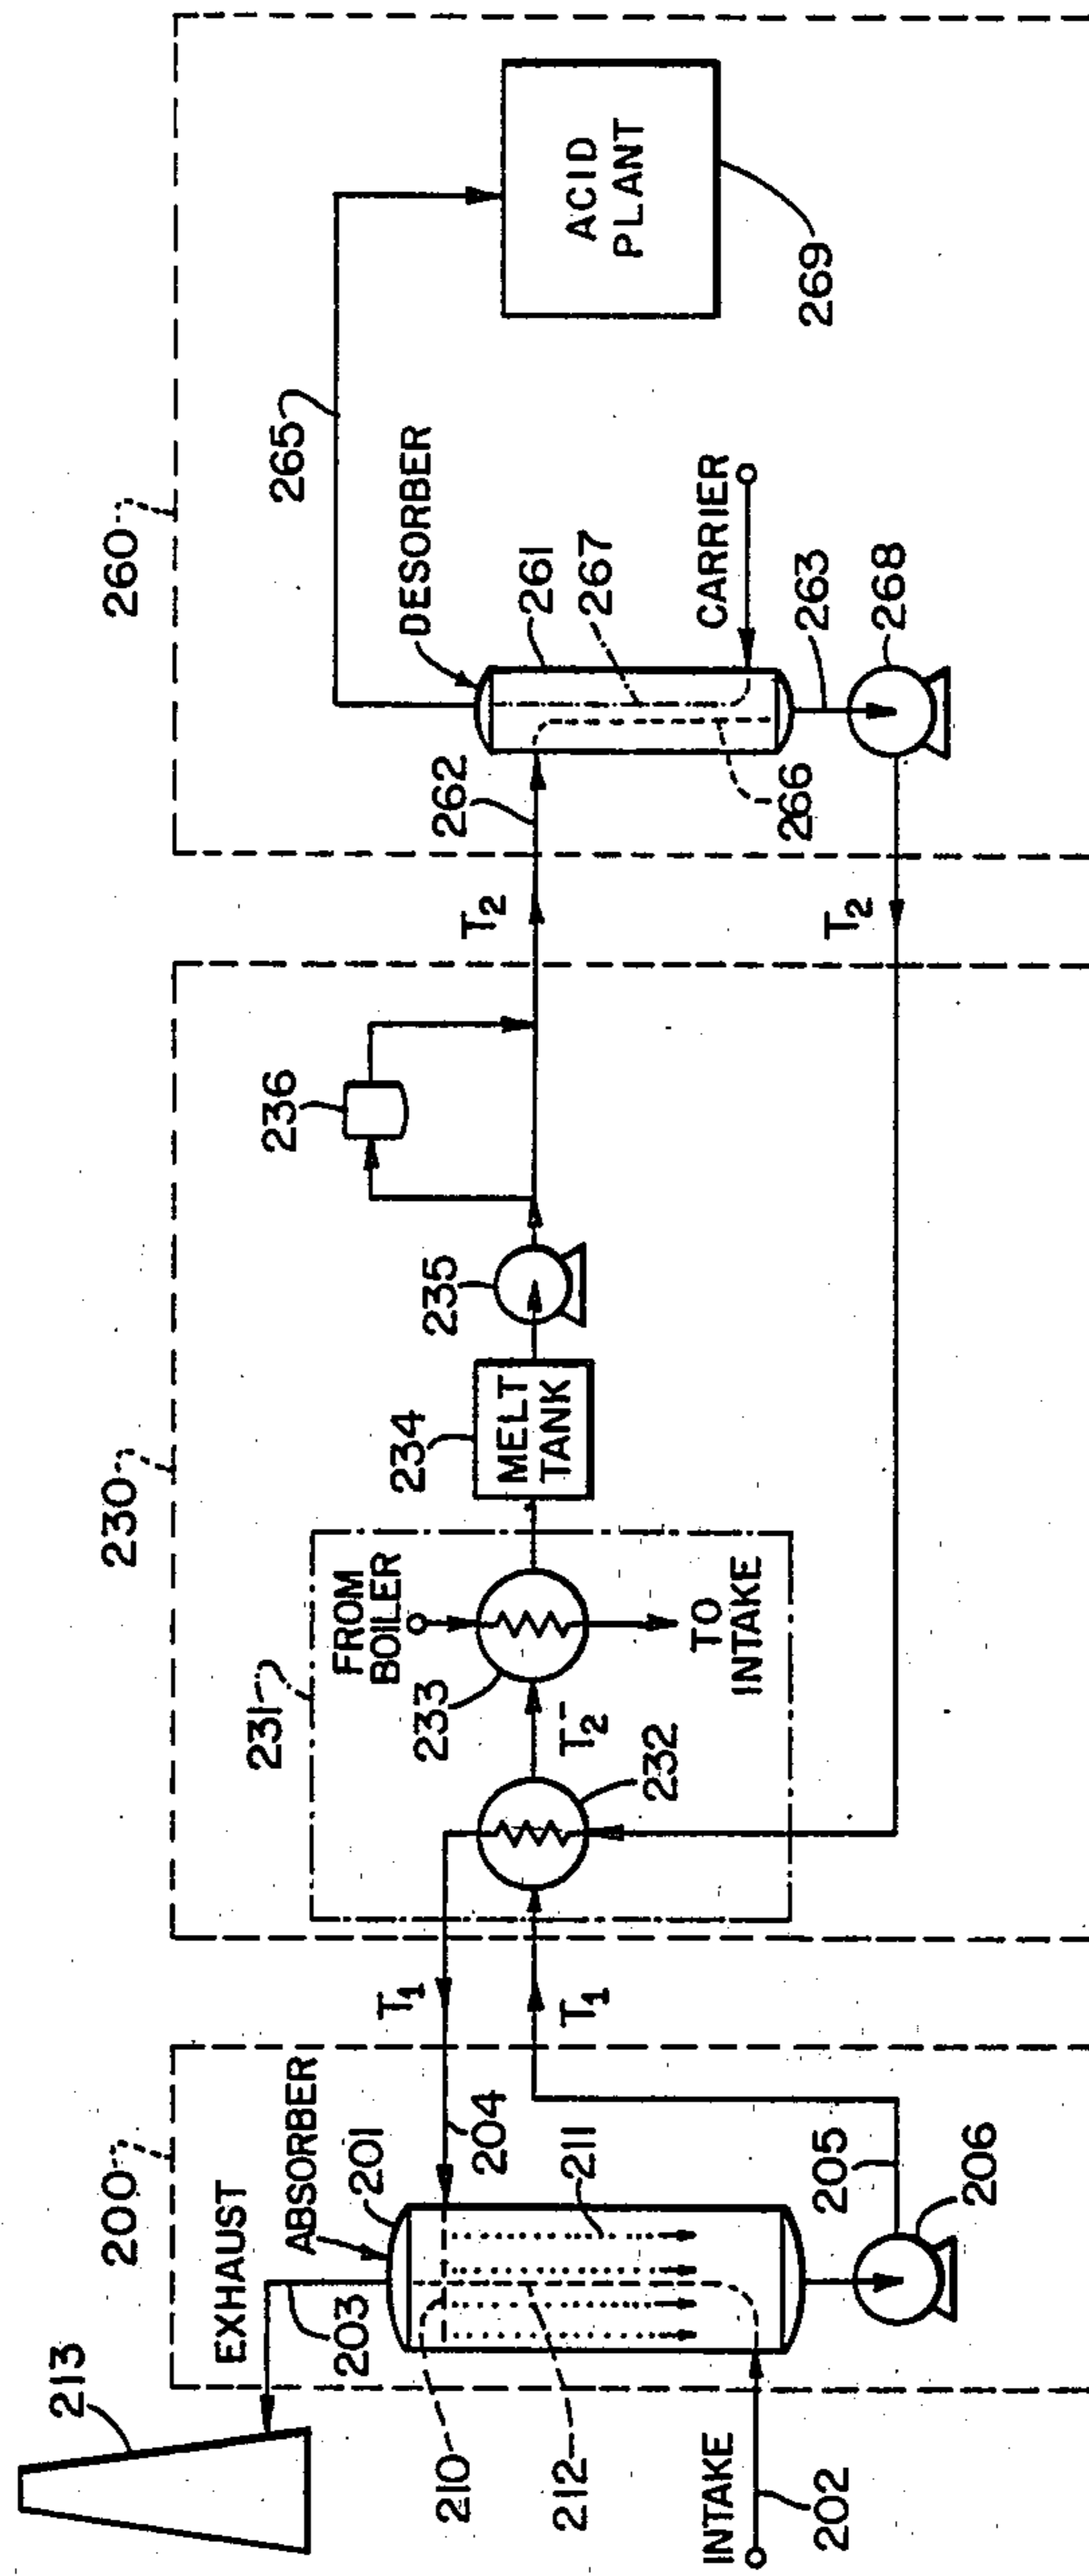 213
EXHAUST
203
ABSORBER
201
200
204
211
210
212
INTAKE
202
205
206
T1
T1
230
231
FROM
BOILER
233
T2-
232
TO
INTAKE
234
MELT
TANK
235
236
T2
T2
260
262
DESORBER
261
267
266
CARRIER
263
268
265
ACID
PLANT
269